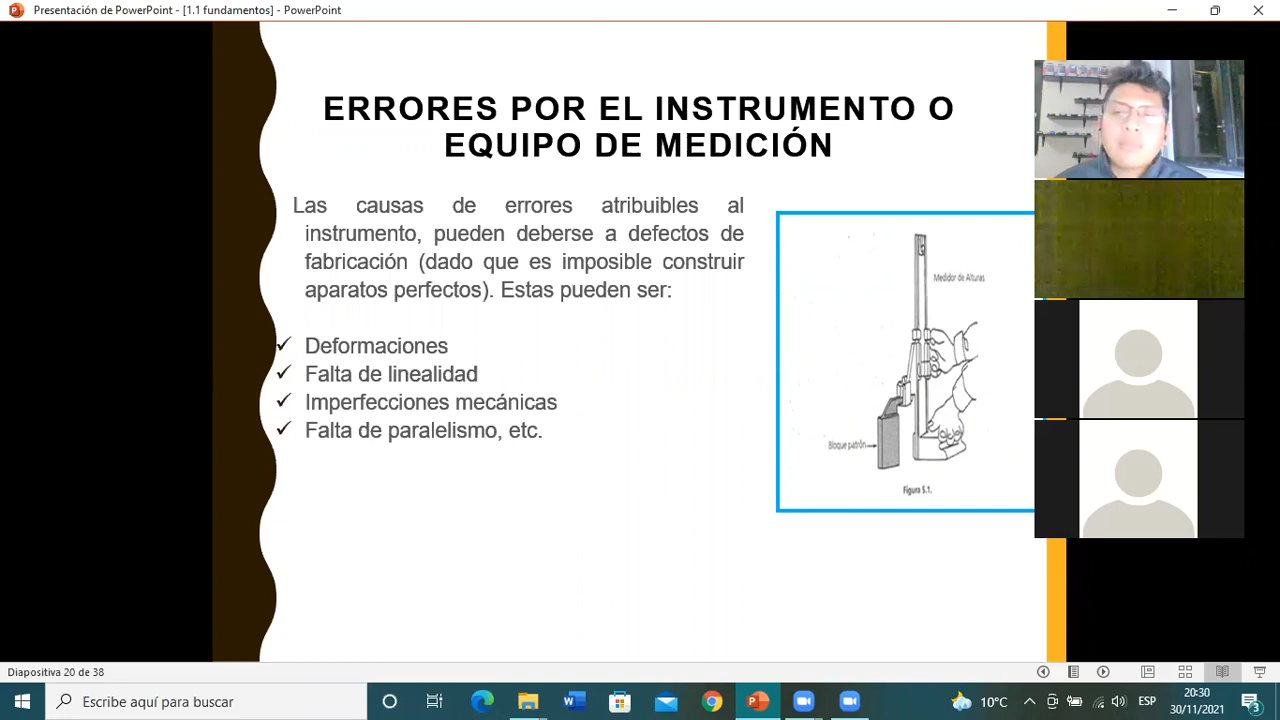 Presentación de PowerPoint - [1.1 fundamentos] - PowerPoint
ERRORES POR EL INSTRUMENTO O
EQUIPO DE MEDICIÓN
Las causas de errores atribuibles al
instrumento, pueden deberse a defectos de
fabricación (dado que es imposible construir
aparatos perfectos). Estas pueden ser:
✓ Deformaciones
✓ Falta de linealidad
✓ Imperfecciones mecánicas
✓ Falta de paralelismo, etc.
Medidor de Alturas
Bloque patrón
Figura 5.1.
Diapositiva 20 de 38
Escribe aquí para buscar
10°C
ESP
20:30
30/11/2021
3